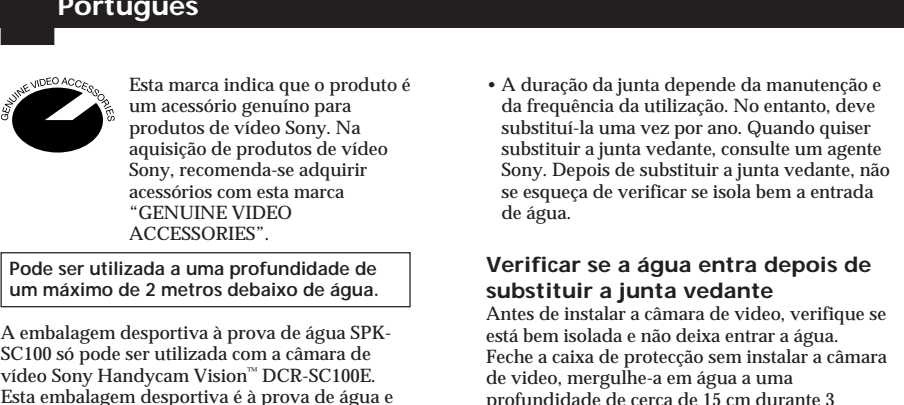 Português
GENUINE VIDEO ACCESSORIES
Esta marca indica que o produto é
um acessório genuíno para
produtos de vídeo Sony. Na
aquisição de produtos de vídeo
Sony, recomenda-se adquirir
acessórios com esta marca
“GENUINE VIDEO
ACCESSORIES”.
Pode ser utilizada a uma profundidade de
um máximo de 2 metros debaixo de água.
A embalagem desportiva à prova de água SPK-
SC100 só pode ser utilizada com a câmara de
vídeo Sony Handycam Vision™ DCR-SC100E.
Esta embalagem desportiva é à prova de água e
• A duração da junta depende da manutenção e
da frequência da utilização. No entanto, deve
substituí-la uma vez por ano. Quando quiser
substituir a junta vedante, consulte um agente
Sony. Depois de substituir a junta vedante, não
se esqueça de verificar se isola bem a entrada
de água.
Verificar se a água entra depois de
substituir a junta vedante
Antes de instalar a câmara de video, verifique se
está bem isolada e não deixa entrar a água.
Feche a caixa de protecção sem instalar a câmara
de video, mergulhe-a em água a uma
profundidade de cerca de 15 cm durante 3